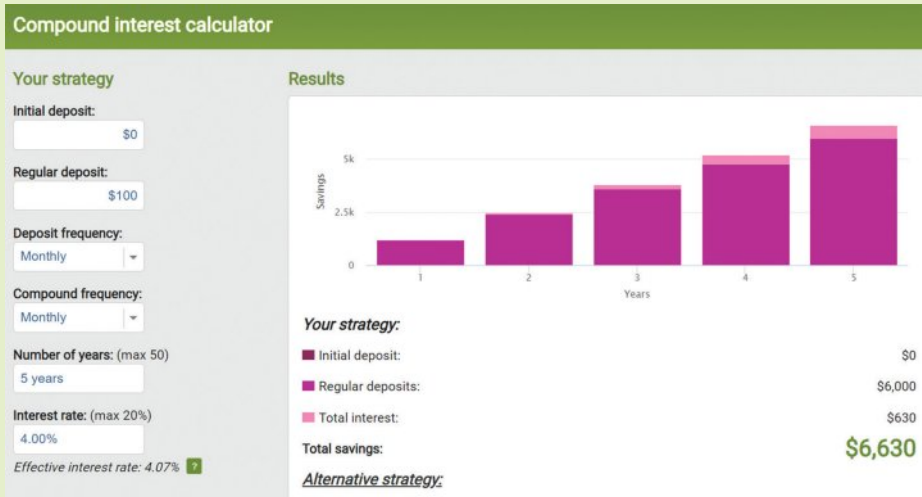 Compound interest calculator
Your strategy
Initial deposit:
$0
Regular deposit:
$100
Deposit frequency:
Monthly
Compound frequency:
Monthly
Number of years: (max 50)
5 years
Interest rate: (max 20%)
4.00%
Effective interest rate: 4.07% ?
Results
Savings
5k
2.5k
0
1 2 3 4 5
Years
Your strategy:
Initial deposit: $0
Regular deposits: $6,000
Total interest: $630
Total savings: $6,630
Alternative strategy: